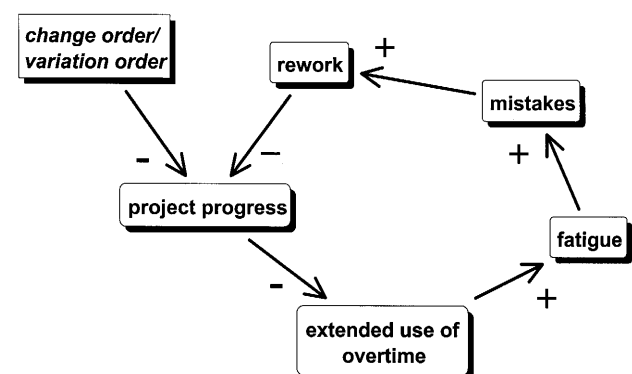 change order/
variation order
rework
+
mistakes
+
-
–
project progress
fatigue
-
+
extended use of
overtime